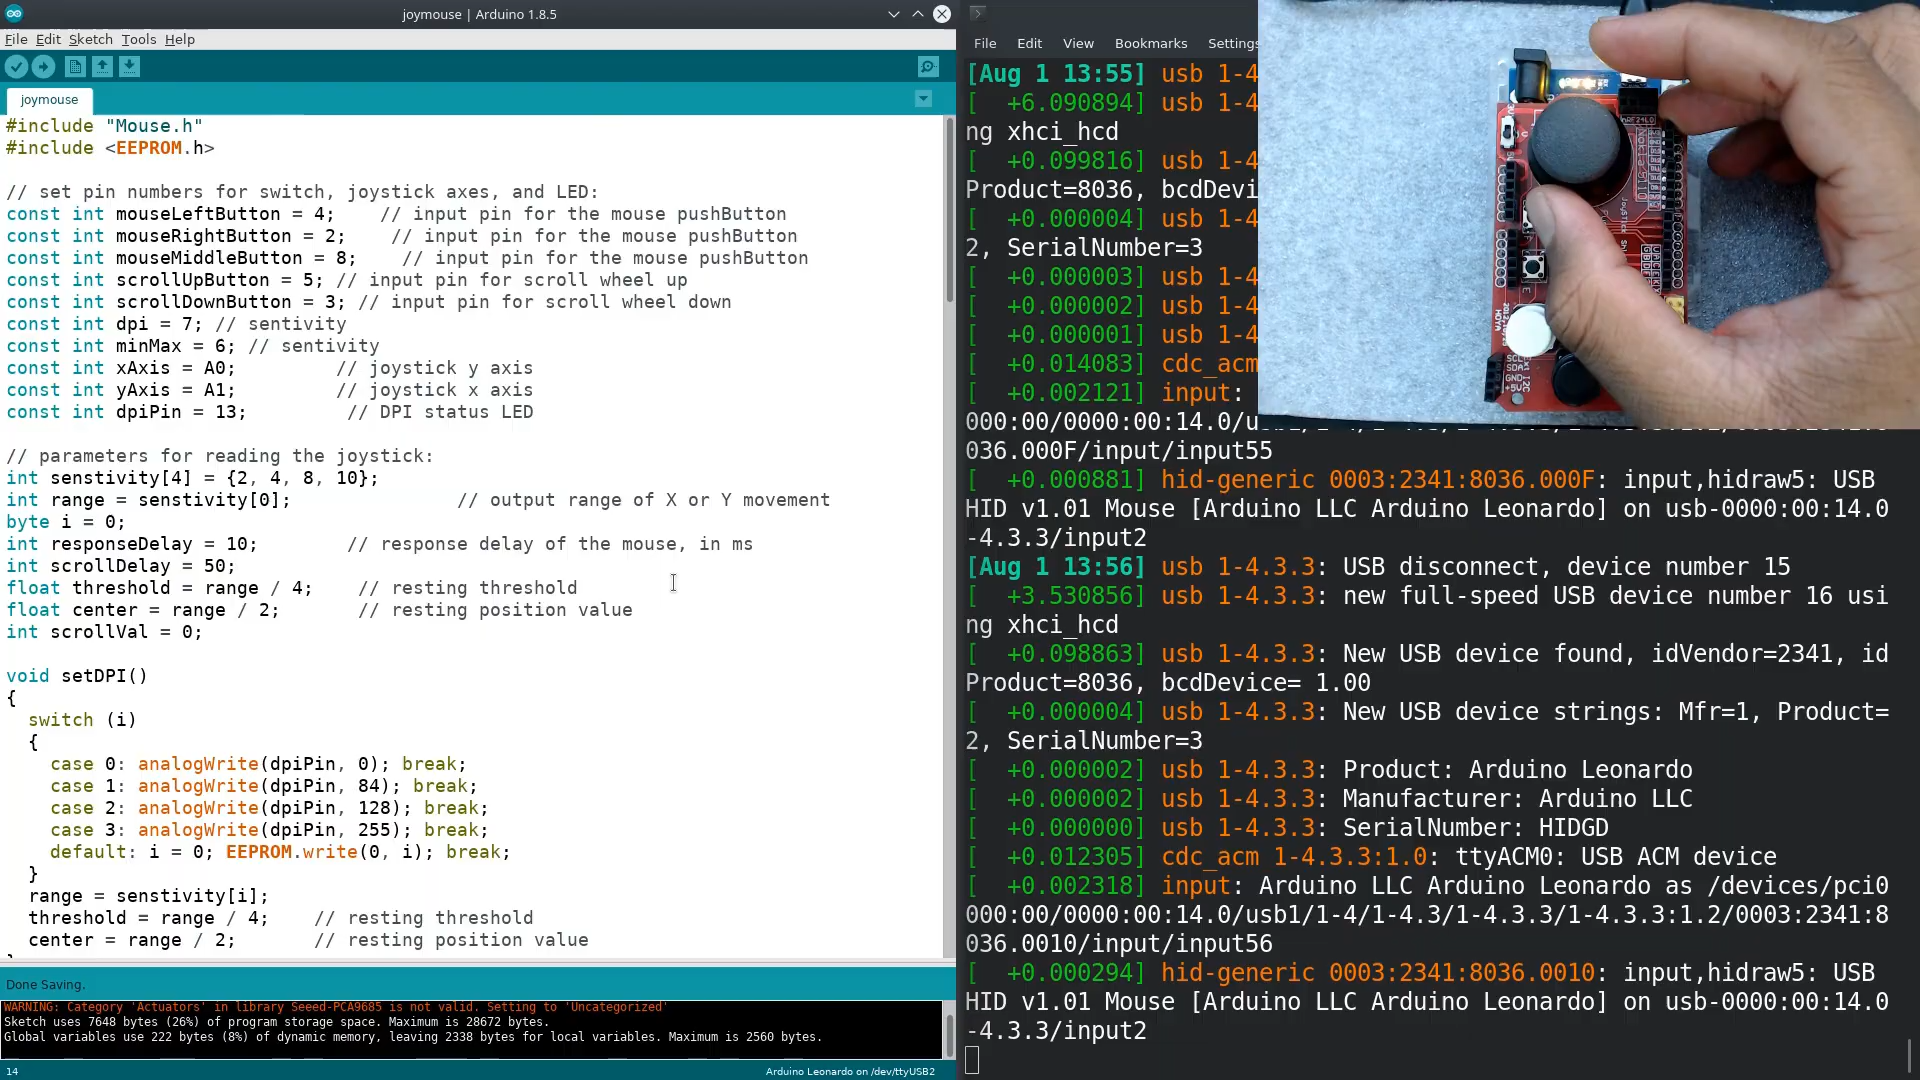 joymouse | Arduino 1.8.5
File Edit Sketch Tools Help
joymouse
#include "Mouse.h"
#include <EEPROM.h>
// set pin numbers for switch, joystick axes, and LED:
const int mouseLeftButton = 4;    // input pin for the mouse pushButton
const int mouseRightButton = 2;    // input pin for the mouse pushButton
const int mouseMiddleButton = 8;    // input pin for the mouse pushButton
const int scrollUpButton = 5; // input pin for scroll wheel up
const int scrollDownButton = 3; // input pin for scroll wheel down
const int dpi = 7; // sentivity
const int minMax = 6; // sentivity
const int xAxis = A0;         // joystick y axis
const int yAxis = A1;         // joystick x axis
const int dpiPin = 13;         // DPI status LED
// parameters for reading the joystick:
int senstivity[4] = {2, 4, 8, 10};
int range = senstivity[0];               // output range of X or Y movement
byte i = 0;
int responseDelay = 10;        // response delay of the mouse, in ms
int scrollDelay = 50;
float threshold = range / 4;    // resting threshold
float center = range / 2;       // resting position value
int scrollVal = 0;
void setDPI()
{
switch (i)
{
case 0: analogWrite(dpiPin, 0); break;
case 1: analogWrite(dpiPin, 84); break;
case 2: analogWrite(dpiPin, 128); break;
case 3: analogWrite(dpiPin, 255); break;
default: i = 0; EEPROM.write(0, i); break;
}
range = senstivity[i];
threshold = range / 4;    // resting threshold
center = range / 2;       // resting position value
Done Saving.
WARNING: Category 'Actuators' in library Seeed-PCA9685 is not valid. Setting to 'Uncategorized'
Sketch uses 7648 bytes (26%) of program storage space. Maximum is 28672 bytes.
Global variables use 222 bytes (8%) of dynamic memory, leaving 2338 bytes for local variables. Maximum is 2560 bytes.
14
Arduino Leonardo on /dev/ttyUSB2
File Edit View Bookmarks Settings
[Aug 1 13:55] usb 1-4
[  +6.090894] usb 1-4
ng xhci_hcd
[  +0.099816] usb 1-4
Product=8036, bcdDevi
[  +0.000004] usb 1-4
2, SerialNumber=3
[  +0.000003] usb 1-4
[  +0.000002] usb 1-4
[  +0.000001] usb 1-4
[  +0.014083] cdc_acm
[  +0.002121] input:
000:00/0000:00:14.0/
036.000F/input/input55
[  +0.000881] hid-generic 0003:2341:8036.000F: input,hidraw5: USB
HID v1.01 Mouse [Arduino LLC Arduino Leonardo] on usb-0000:00:14.0
-4.3.3/input2
[Aug 1 13:56] usb 1-4.3.3: USB disconnect, device number 15
[  +3.530856] usb 1-4.3.3: new full-speed USB device number 16 usi
ng xhci_hcd
[  +0.098863] usb 1-4.3.3: New USB device found, idVendor=2341, id
Product=8036, bcdDevice= 1.00
[  +0.000004] usb 1-4.3.3: New USB device strings: Mfr=1, Product=
2, SerialNumber=3
[  +0.000002] usb 1-4.3.3: Product: Arduino Leonardo
[  +0.000002] usb 1-4.3.3: Manufacturer: Arduino LLC
[  +0.000000] usb 1-4.3.3: SerialNumber: HIDGD
[  +0.012305] cdc_acm 1-4.3.3:1.0: ttyACM0: USB ACM device
[  +0.002318] input: Arduino LLC Arduino Leonardo as /devices/pci0
000:00/0000:00:14.0/usb1/1-4/1-4.3/1-4.3.3/1-4.3.3:1.2/0003:2341:8
036.0010/input/input56
[  +0.000294] hid-generic 0003:2341:8036.0010: input,hidraw5: USB
HID v1.01 Mouse [Arduino LLC Arduino Leonardo] on usb-0000:00:14.0
-4.3.3/input2
SCL
SDA
GND
+5V